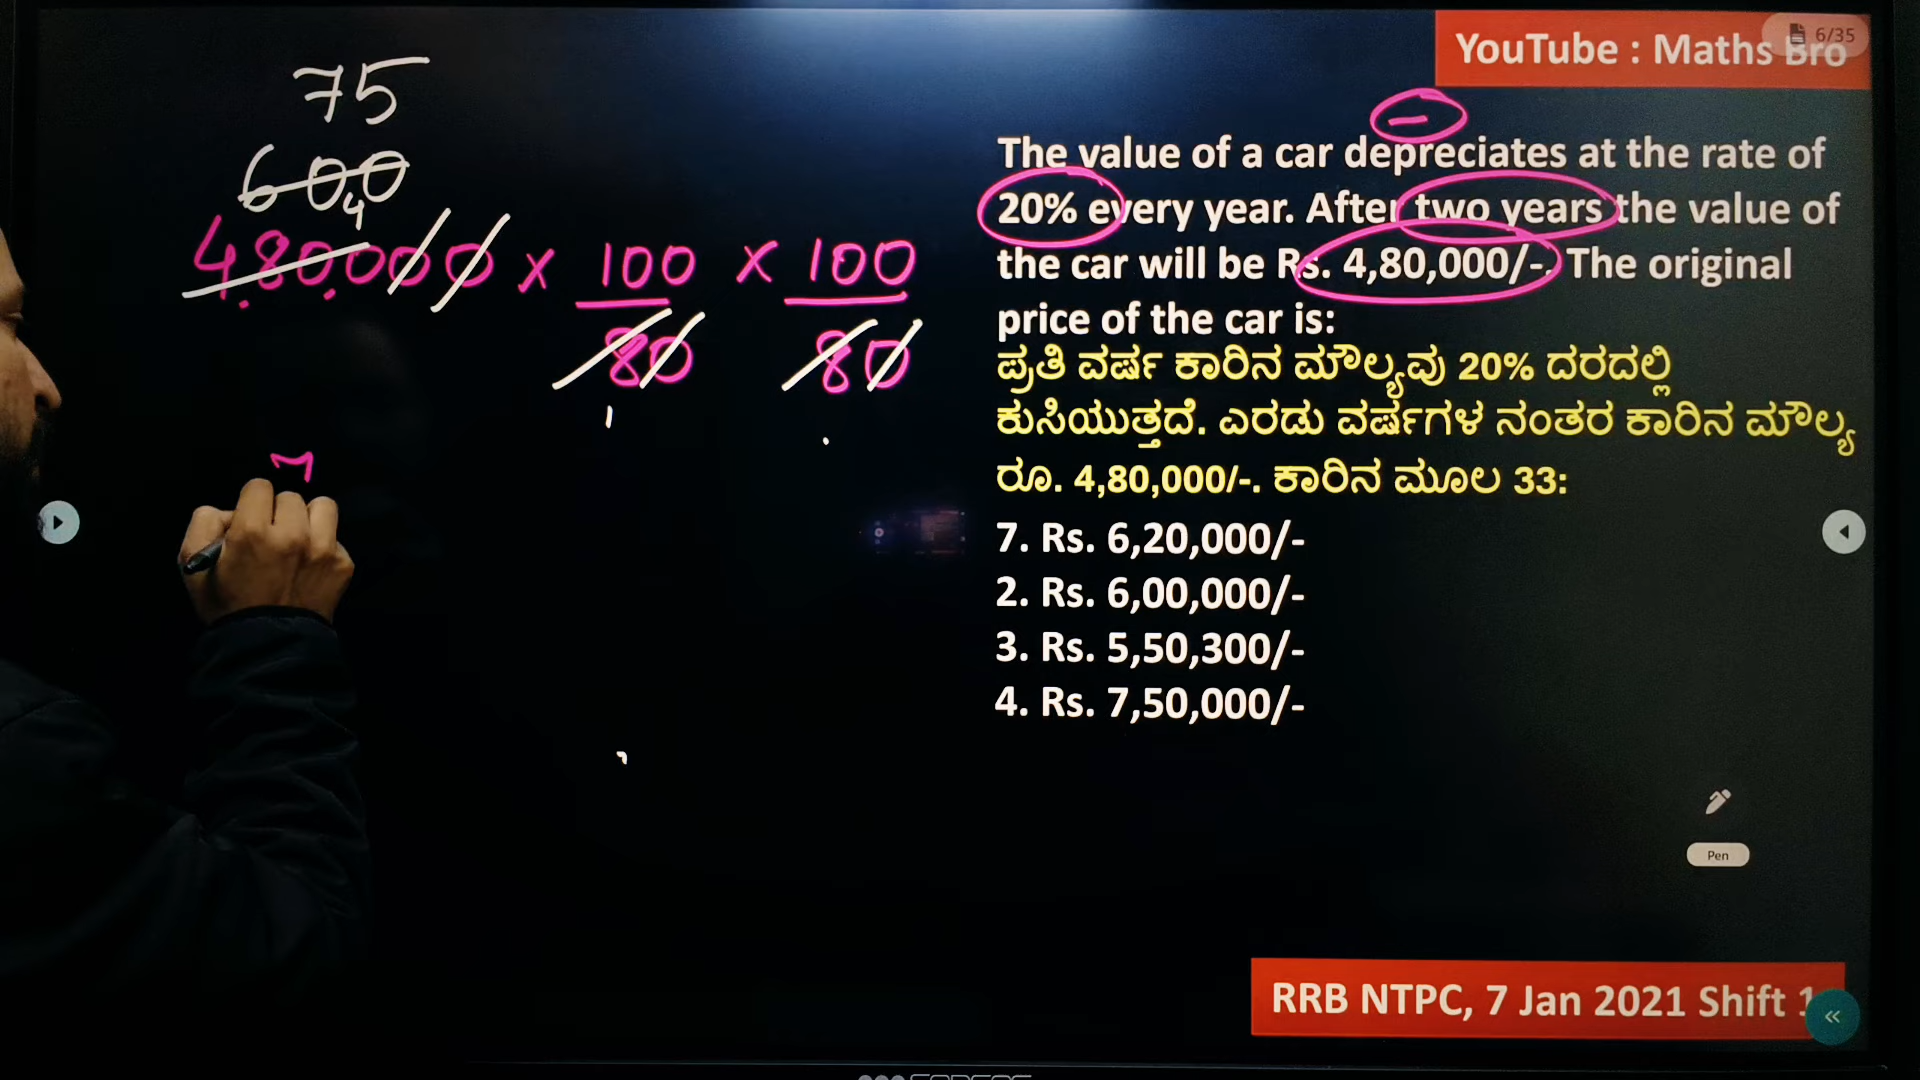 YouTube : Maths Bro
6/35
75
600
4
480000 × 100 × 100
80 80
1
The value of a car depreciates at the rate of
20% every year. After two years the value of
the car will be Rs. 4,80,000/-. The original
price of the car is:
ಪ್ರತಿ ವರ್ಷ ಕಾರಿನ ಮೌಲ್ಯವು 20% ದರದಲ್ಲಿ
ಕುಸಿಯುತ್ತದೆ. ಎರಡು ವರ್ಷಗಳ ನಂತರ ಕಾರಿನ ಮೌಲ್ಯ
ರೂ. 4,80,000/-. ಕಾರಿನ ಮೂಲ 33:
7. Rs. 6,20,000/-
2. Rs. 6,00,000/-
3. Rs. 5,50,300/-
4. Rs. 7,50,000/-
Pen
RRB NTPC, 7 Jan 2021 Shift 1